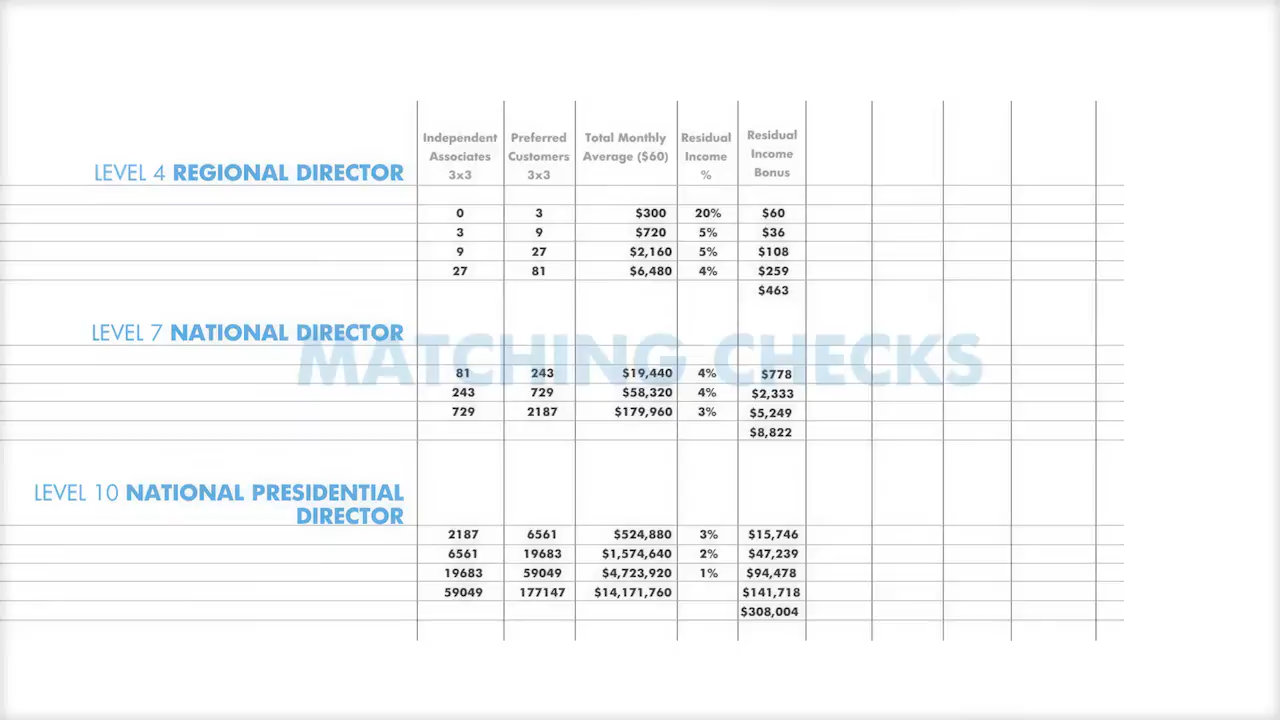 Independent Associates 3x3 Preferred Customers 3x3 Total Monthly Average ($60) Residual Income % Residual Income Bonus
LEVEL 4 REGIONAL DIRECTOR
0 3 $300 20% $60
3 9 $720 5% $36
9 27 $2,160 5% $108
27 81 $6,480 4% $259
$463
LEVEL 7 NATIONAL DIRECTOR
MATCHING CHECKS
81 243 $19,440 4% $778
243 729 $58,320 4% $2,333
729 2187 $179,960 3% $5,249
$8,822
LEVEL 10 NATIONAL PRESIDENTIAL
DIRECTOR
2187 6561 $524,880 3% $15,746
6561 19683 $1,574,640 2% $47,239
19683 59049 $4,723,920 1% $94,478
59049 177147 $14,171,760 $141,718
$308,004